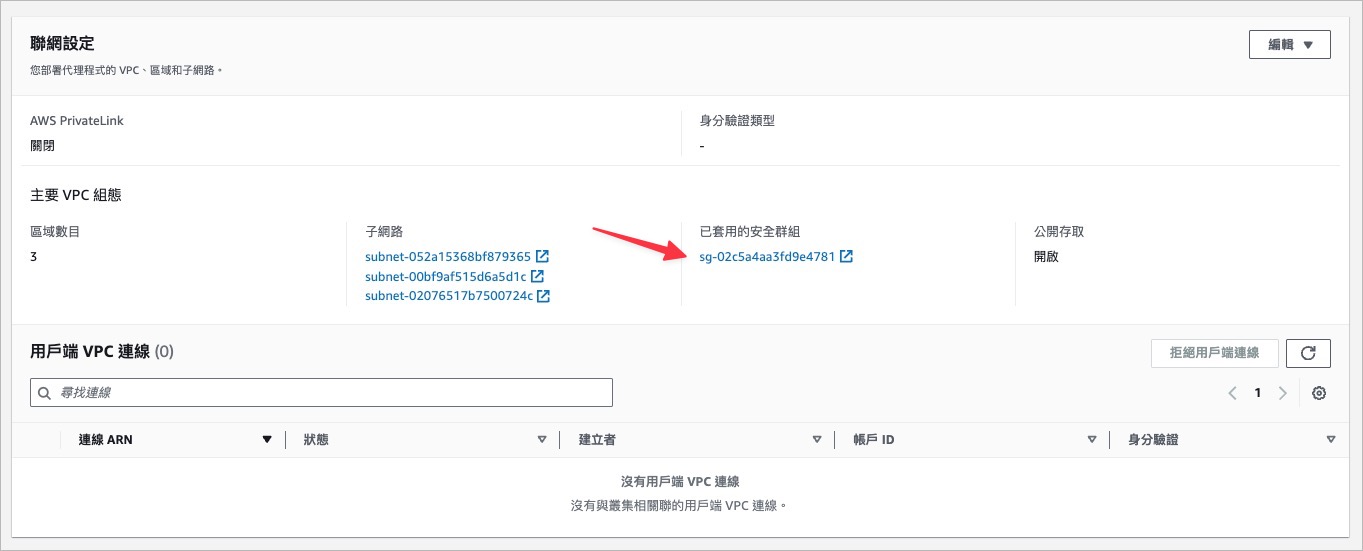 聯網設定
編輯
您部署代理程式的 VPC、區域和子網路。
AWS PrivateLink
關閉
身分驗證類型
-
主要 VPC 組態
區域數目
3
子網路
subnet-052a15368bf879365
subnet-00bf9af515d6a5d1c
subnet-02076517b7500724c
已套用的安全群組
sg-02c5a4aa3fd9e4781
公開存取
開啟
用戶端 VPC 連線 (0)
拒絕用戶端連線
尋找連線
1
連線 ARN
狀態
建立者
帳戶 ID
身分驗證
沒有用戶端 VPC 連線
沒有與叢集相關聯的用戶端 VPC 連線。